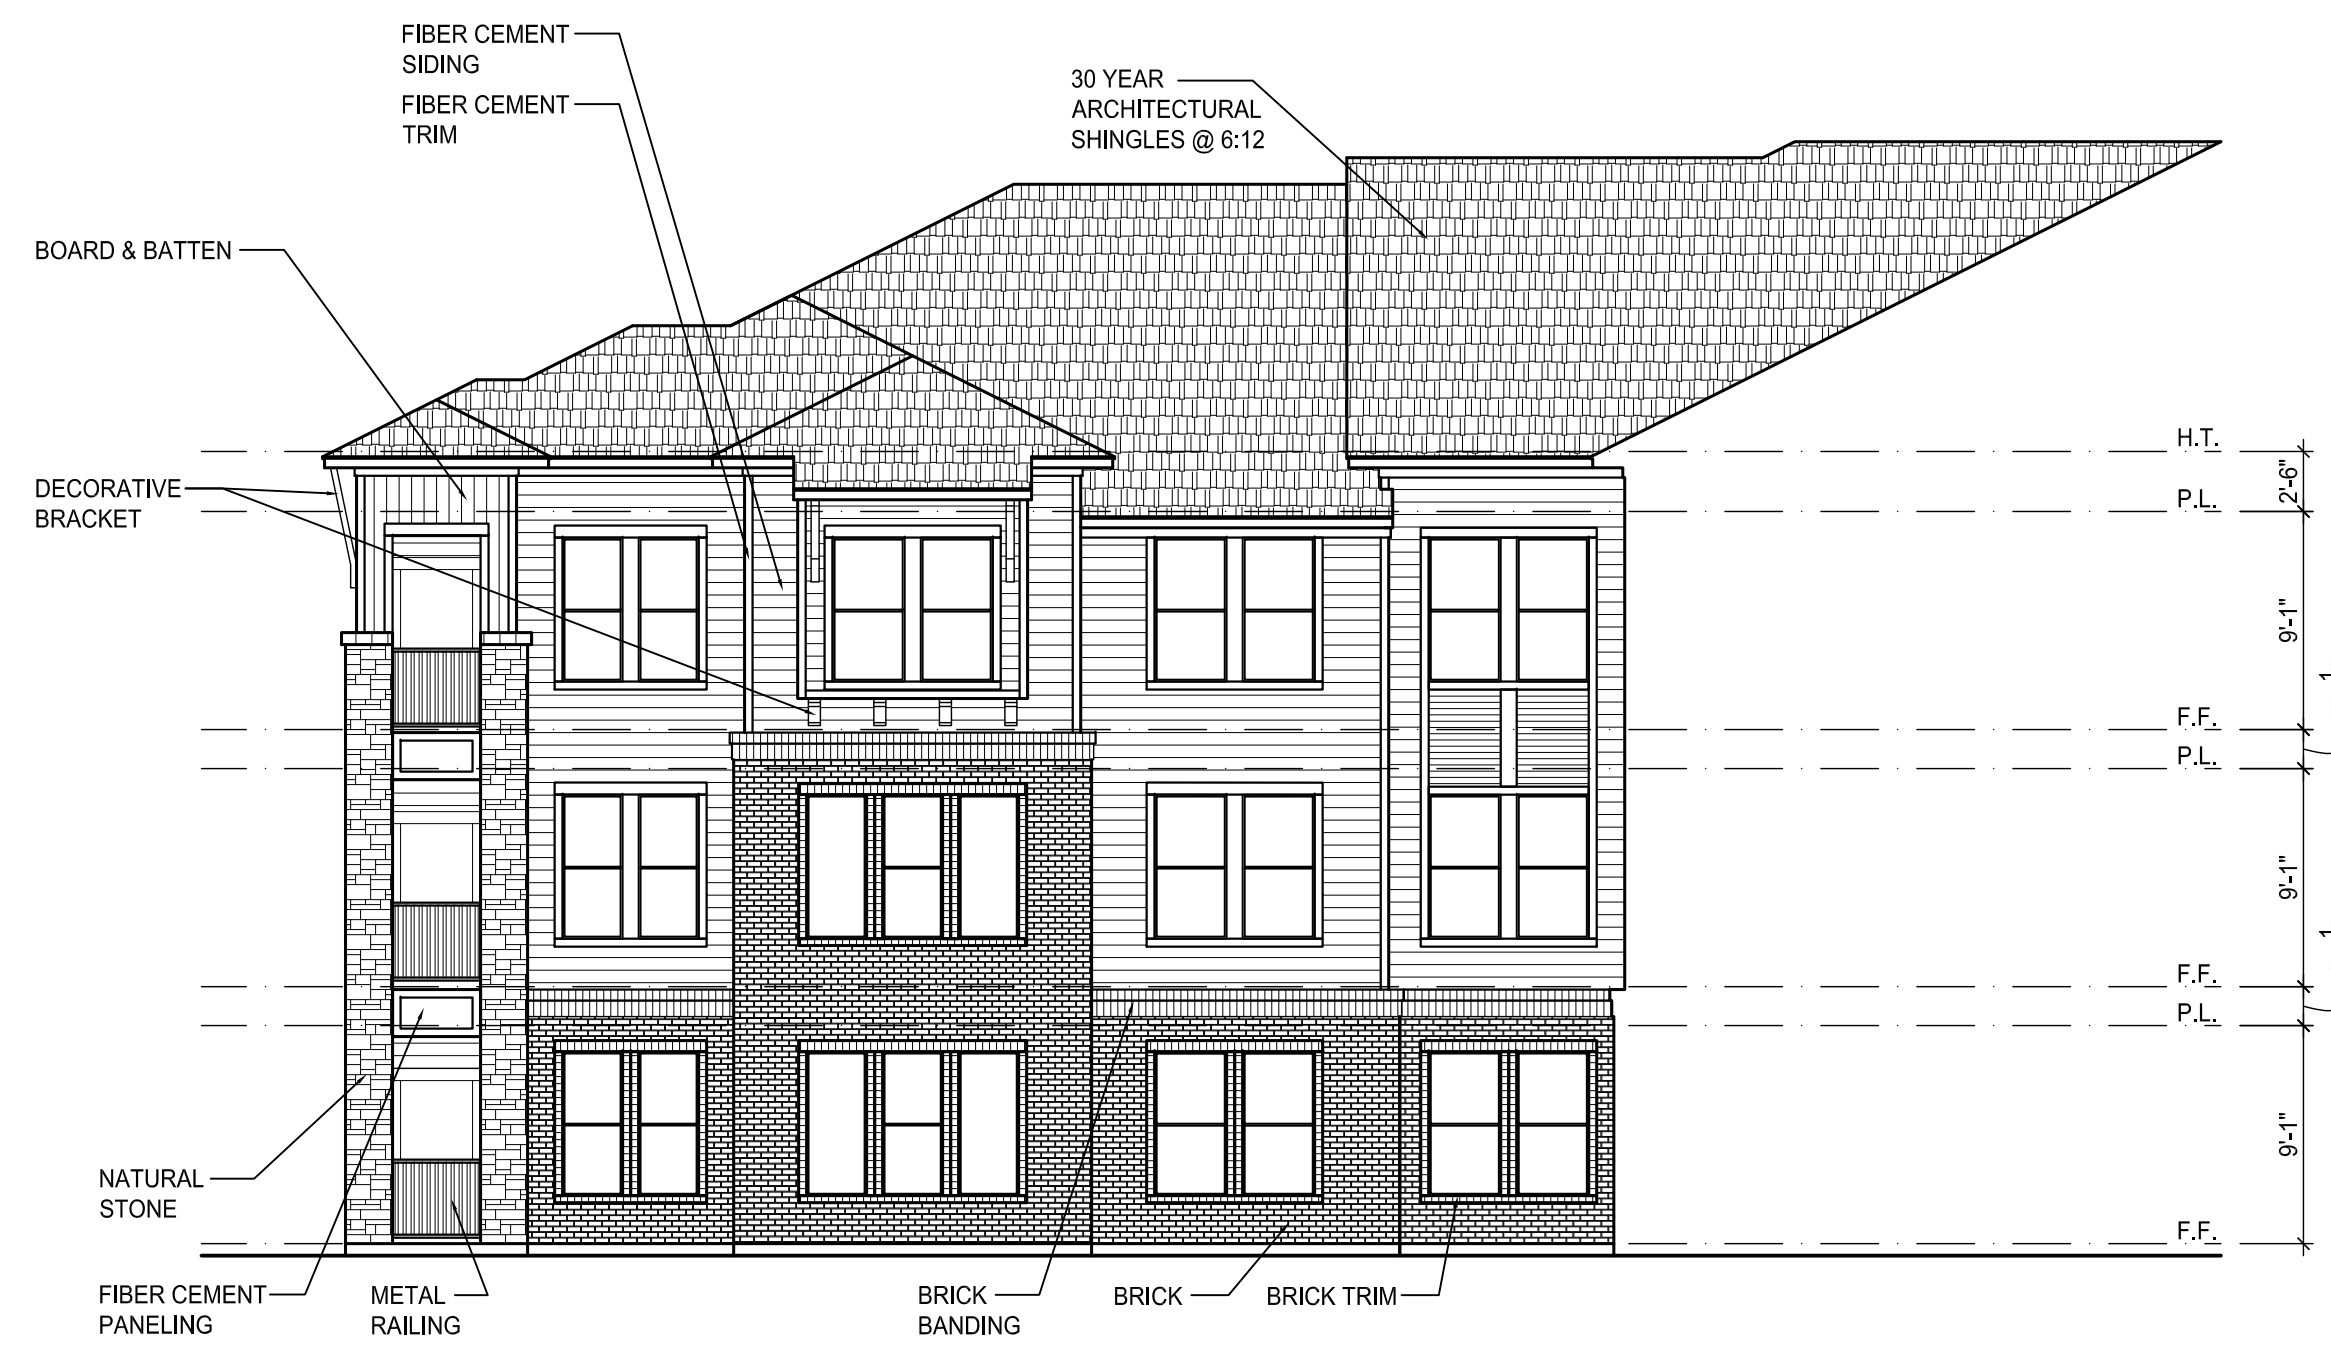 FIBER CEMENT
SIDING
FIBER CEMENT
TRIM
30 YEAR
ARCHITECTURAL
SHINGLES @ 6:12
BOARD & BATTEN
DECORATIVE
BRACKET
H.T.
2'-6"
P.L.
9'-1"
F.F.
P.L.
9'-1"
F.F.
P.L.
9'-1"
F.F.
NATURAL
STONE
FIBER CEMENT
PANELING
METAL
RAILING
BRICK
BANDING
BRICK
BRICK TRIM